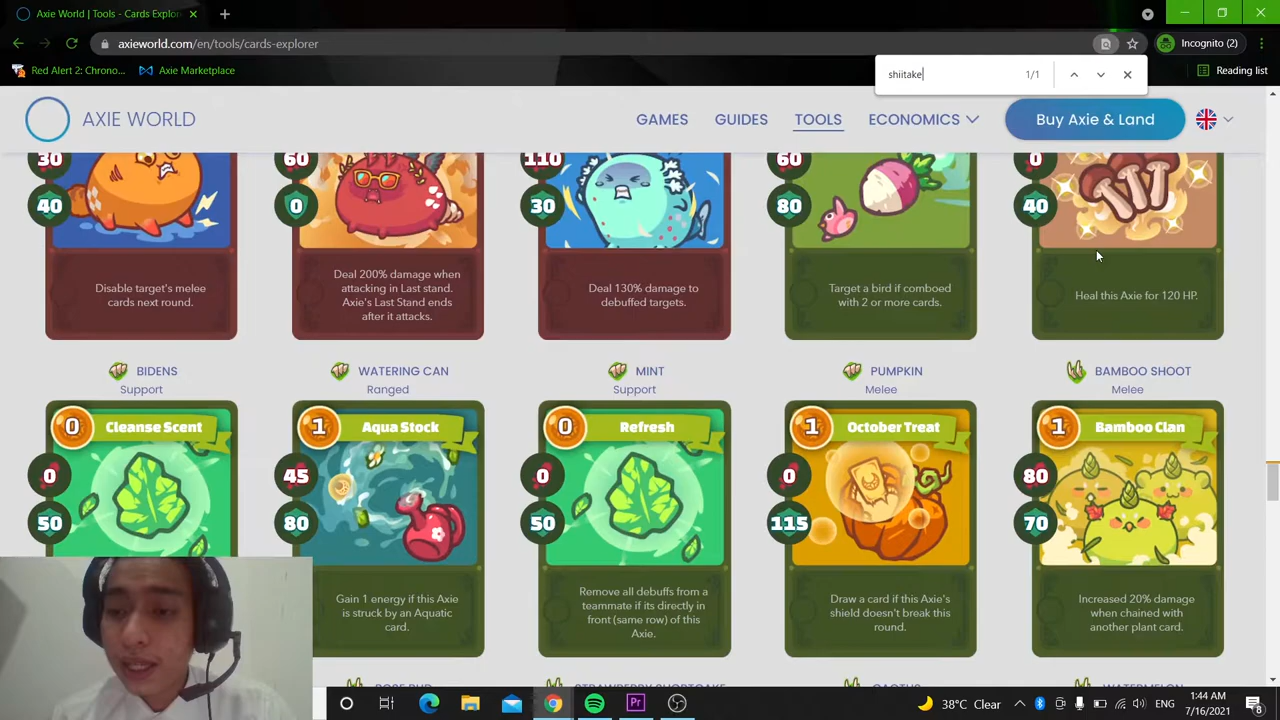 Axie World | Tools - Cards Explor
axieworld.com/en/tools/cards-explorer
Incognito (2)
Red Alert 2: Chrono...
Axie Marketplace
Reading list
shiitake
1/1
AXIE WORLD
GAMES
GUIDES
TOOLS
ECONOMICS
Buy Axie & Land
30
60
110
60
0
40
0
30
80
40
Disable target's melee
cards next round.
Deal 200% damage when
attacking in Last stand.
Axie's Last Stand ends
after it attacks.
Deal 130% damage to
debuffed targets.
Target a bird if comboed
with 2 or more cards.
Heal this Axie for 120 HP.
BIDENS
Support
WATERING CAN
Ranged
MINT
Support
PUMPKIN
Melee
BAMBOO SHOOT
Melee
0
Cleanse Scent
0
50
1
Aqua Stock
45
80
Gain 1 energy if this Axie
is struck by an Aquatic
card.
0
Refresh
0
50
Remove all debuffs from a
teammate if its directly in
front (same row) of this
Axie.
1
October Treat
0
115
Draw a card if this Axie's
shield doesn't break this
round.
1
Bamboo Clan
80
70
Increased 20% damage
when chained with
another plant card.
38°C Clear
ENG
1:44 AM
7/16/2021
8